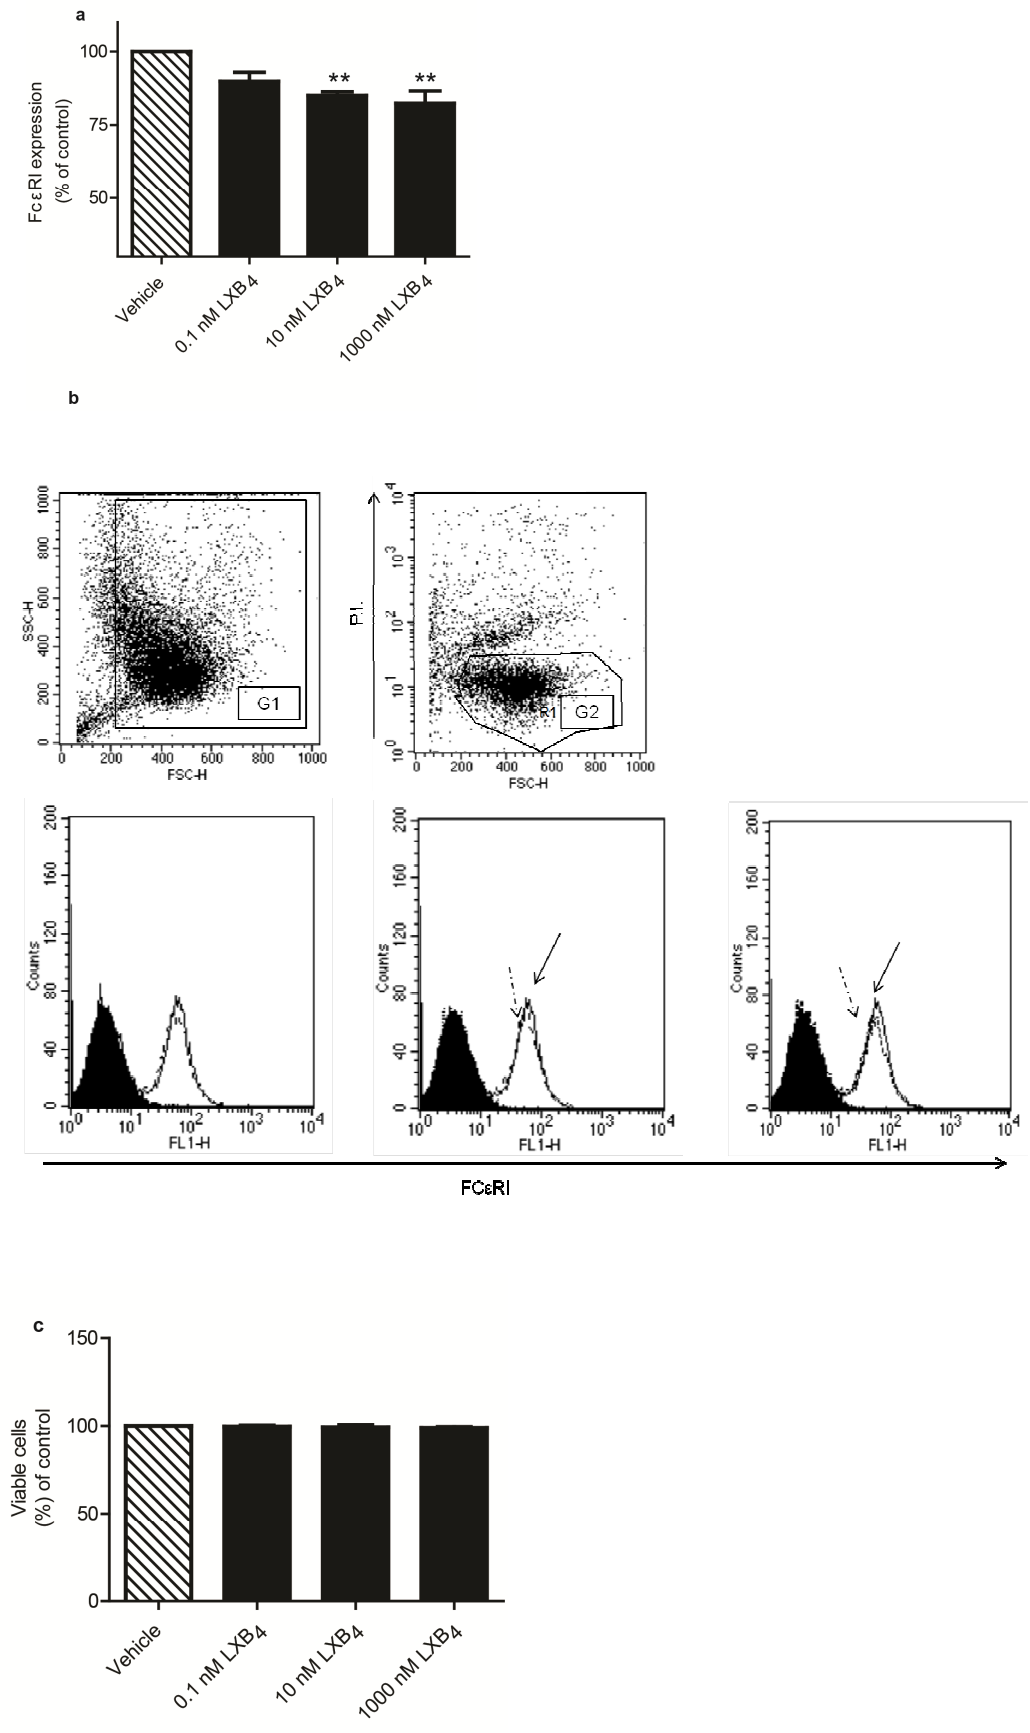 a
FcεRI expression
(% of control)
100
75
50
** **
Vehicle
0.1 nM LXB4
10 nM LXB4
1000 nM LXB4
b
SSC-H
1000
800
600
400
200
0
G1
0 200 400 600 800 1000
FSC-H
P.I.
10^4
10^3
10^2
10^1
10^0
R1 G2
0 200 400 600 800 1000
FSC-H
Counts
200
160
120
80
40
0
10^0 10^1 10^2 10^3 10^4
FL1-H
Counts
200
160
120
80
40
0
10^0 10^1 10^2 10^3 10^4
FL1-H
Counts
200
160
120
80
40
0
10^0 10^1 10^2 10^3 10^4
FL1-H
FCεRI
c
Viable cells
(%) of control
150
100
50
0
Vehicle
0.1 nM LXB4
10 nM LXB4
1000 nM LXB4